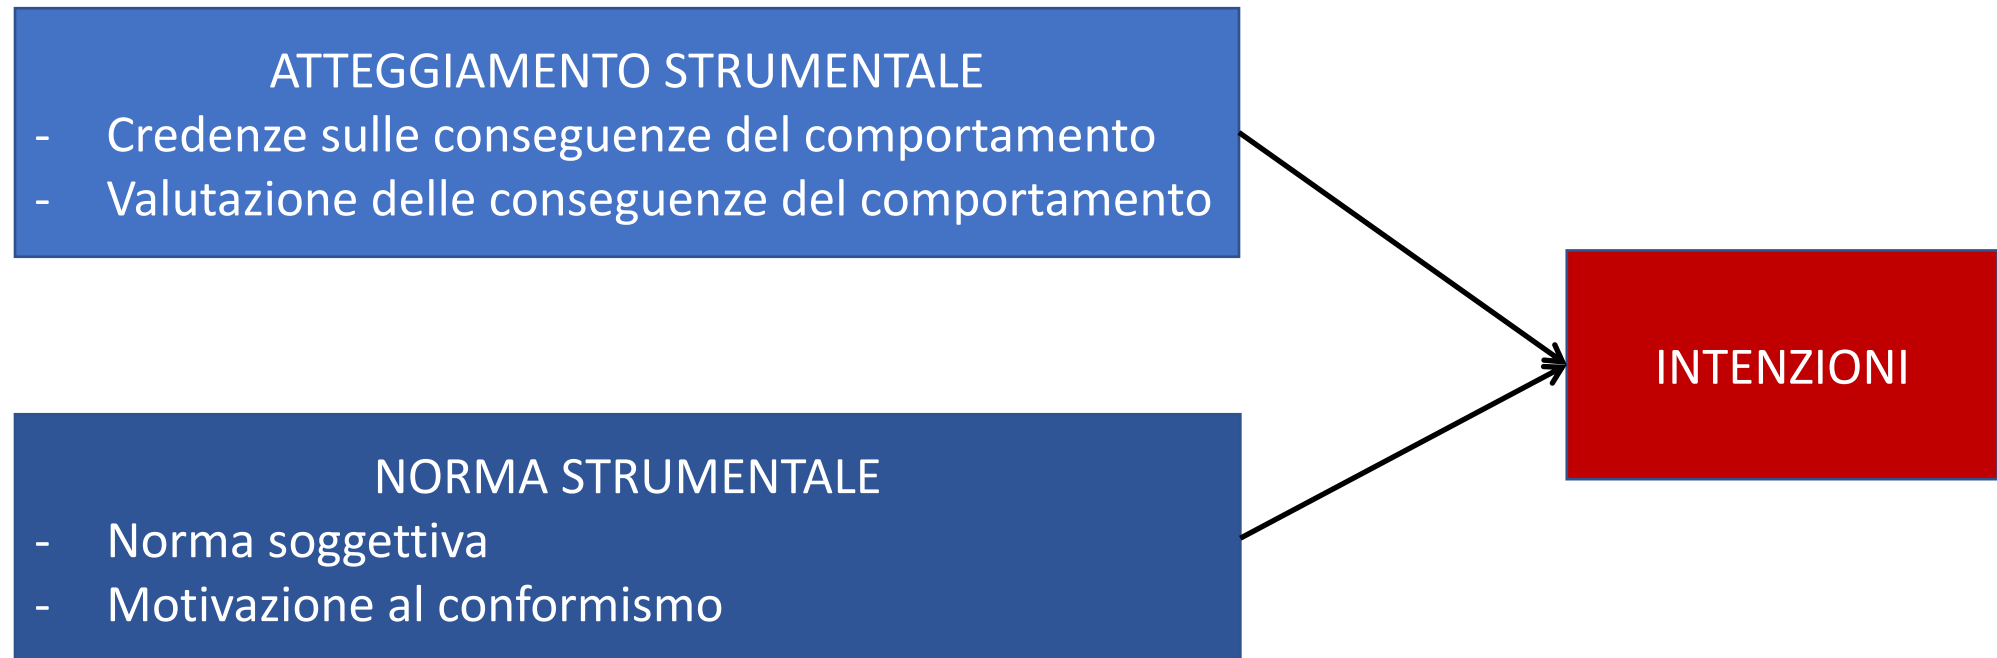 ATTEGGIAMENTO STRUMENTALE
- Credenze sulle conseguenze del comportamento
- Valutazione delle conseguenze del comportamento
INTENZIONI
NORMA STRUMENTALE
- Norma soggettiva
- Motivazione al conformismo